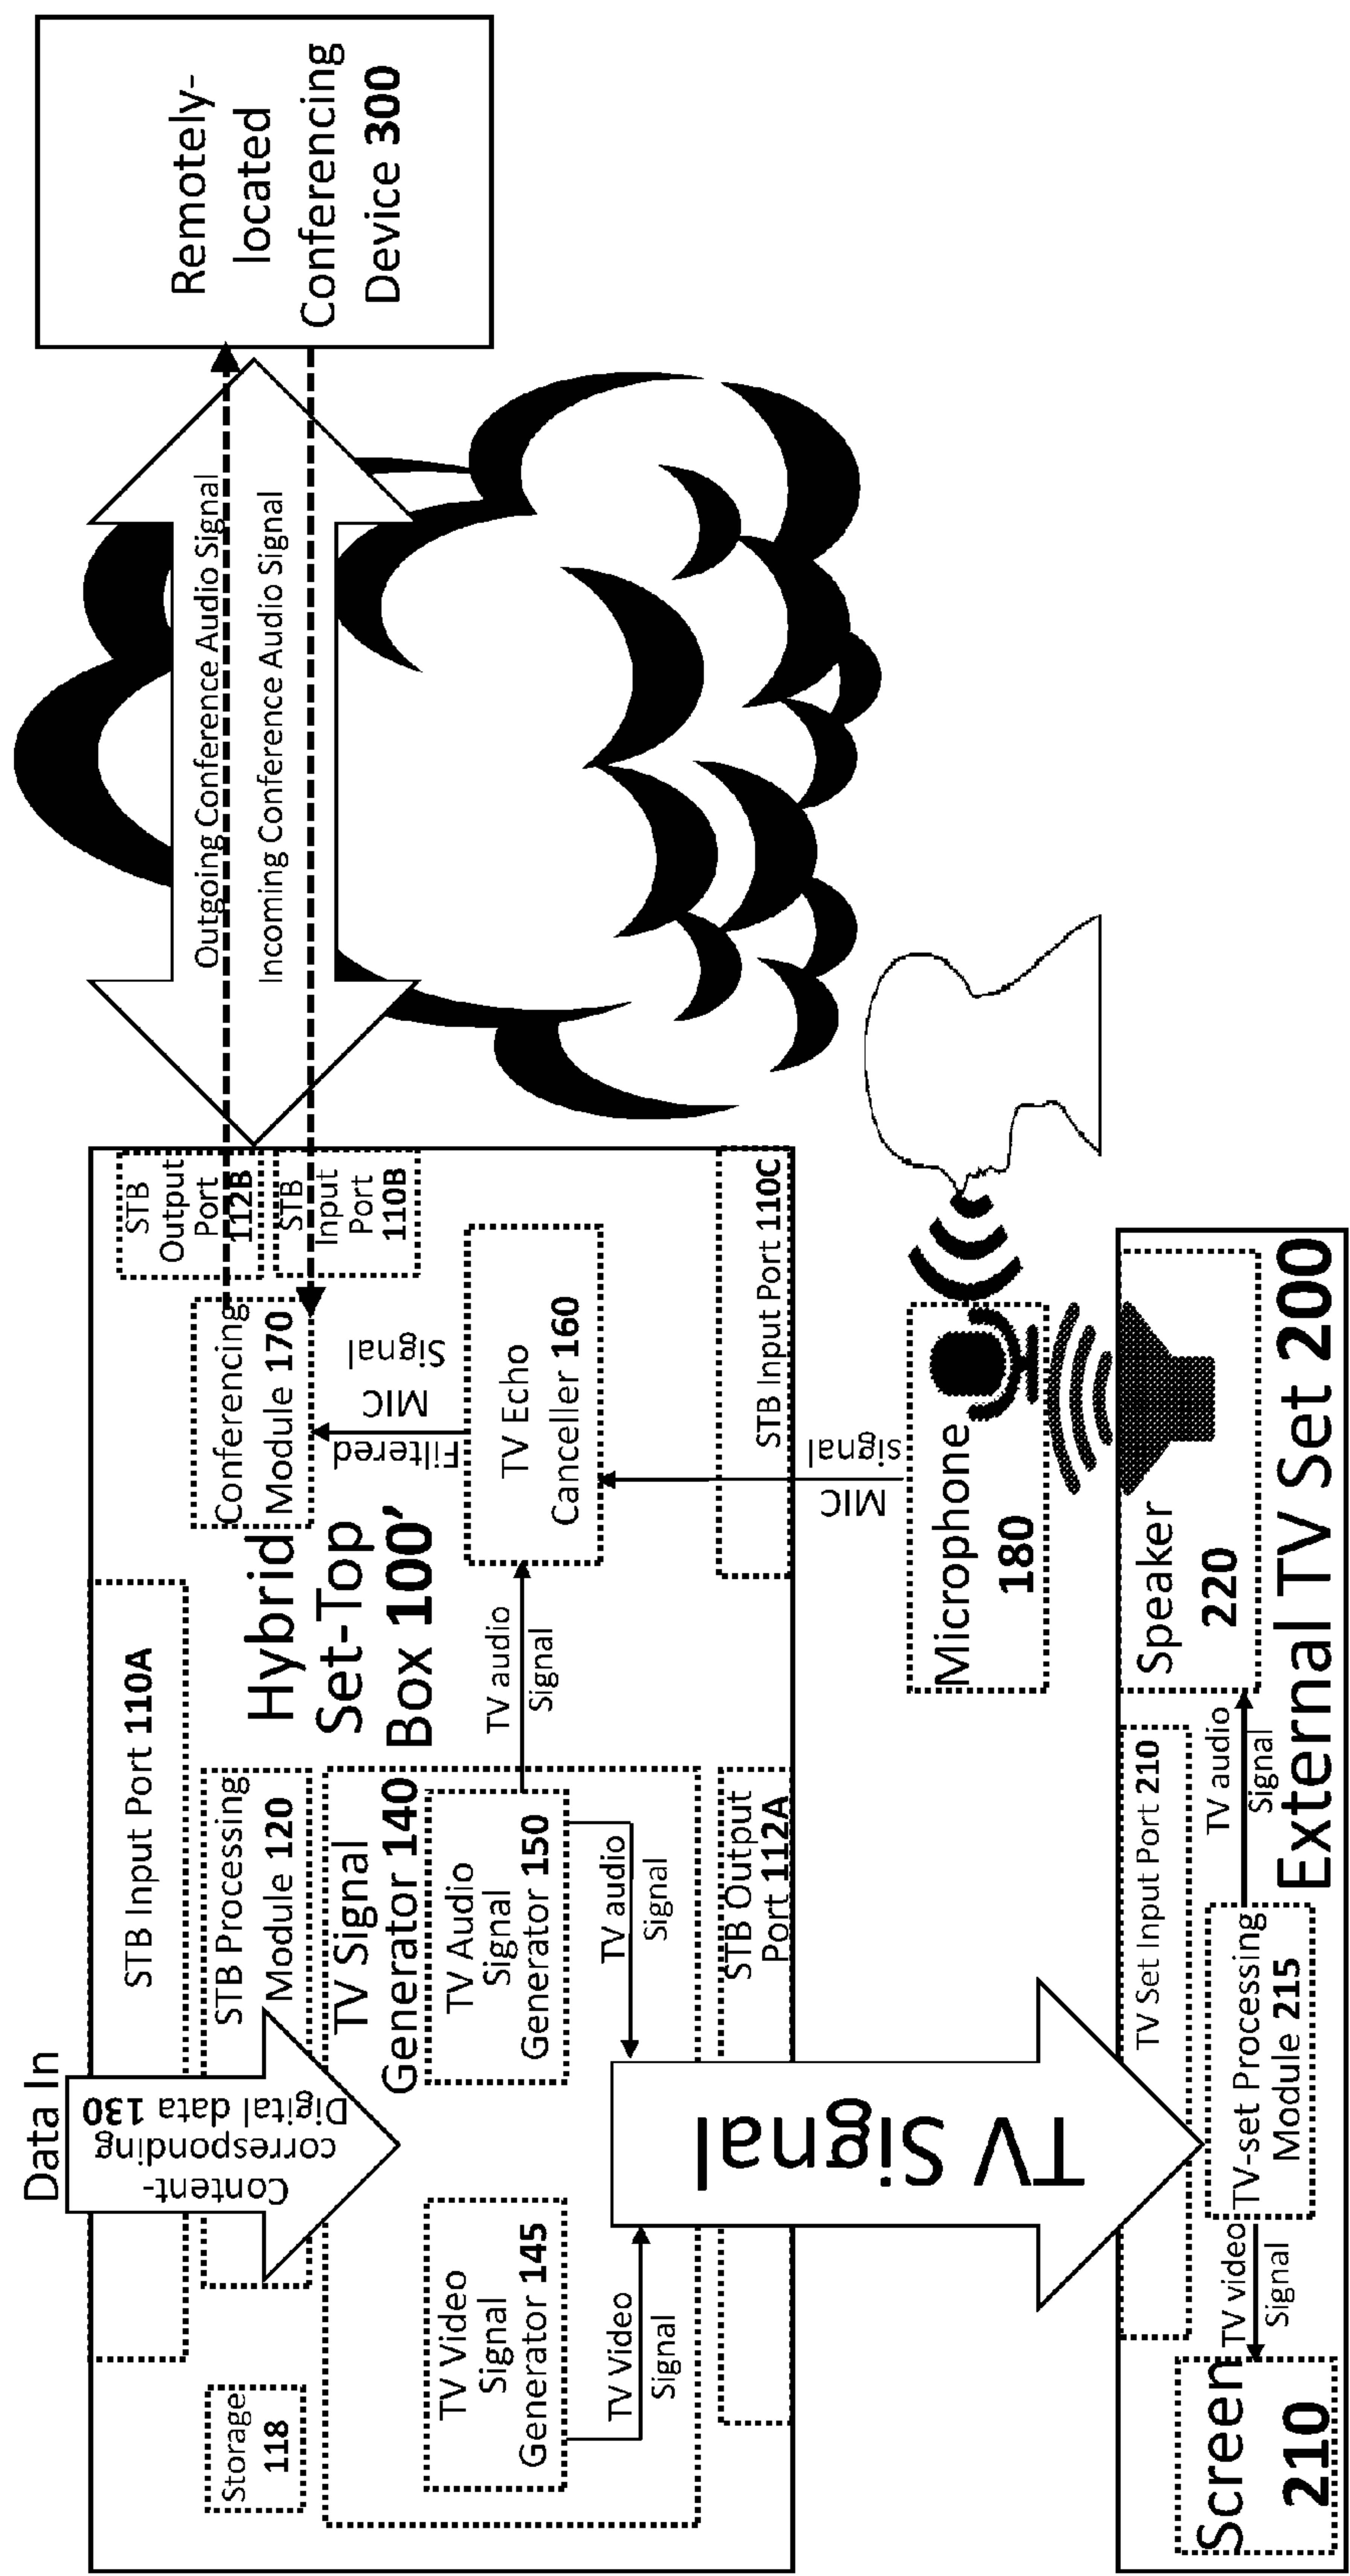 Data In
Content-
corresponding
Digital data 130
STB Input Port 110A
Storage
118
STB Processing
Module 120
Hybrid
Set-Top
Box 100’
TV Signal
Generator 140
TV Video
Signal
Generator 145
TV Audio
Signal
Generator 150
TV Video
Signal
TV audio
Signal
TV audio
Signal
TV Echo
Canceller 160
Filtered MIC Signal
Conferencing
Module 170
STB
Output
Port
112B
STB
Input
Port
110B
Outgoing Conference Audio Signal
Incoming Conference Audio Signal
Remotely-
located
Conferencing
Device 300
STB Output
Port 112A
STB Input Port 110C
MIC signal
TV Signal
Microphone
180
TV Set Input Port 210
Screen
210
TV video
Signal
TV-set Processing
Module 215
TV audio
Signal
Speaker
220
External TV Set 200